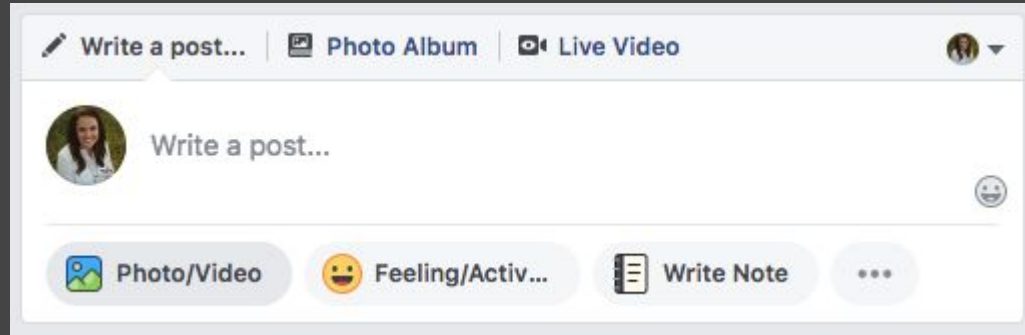 Write a post... Photo Album Live Video
Write a post...
Photo/Video Feeling/Activ... Write Note